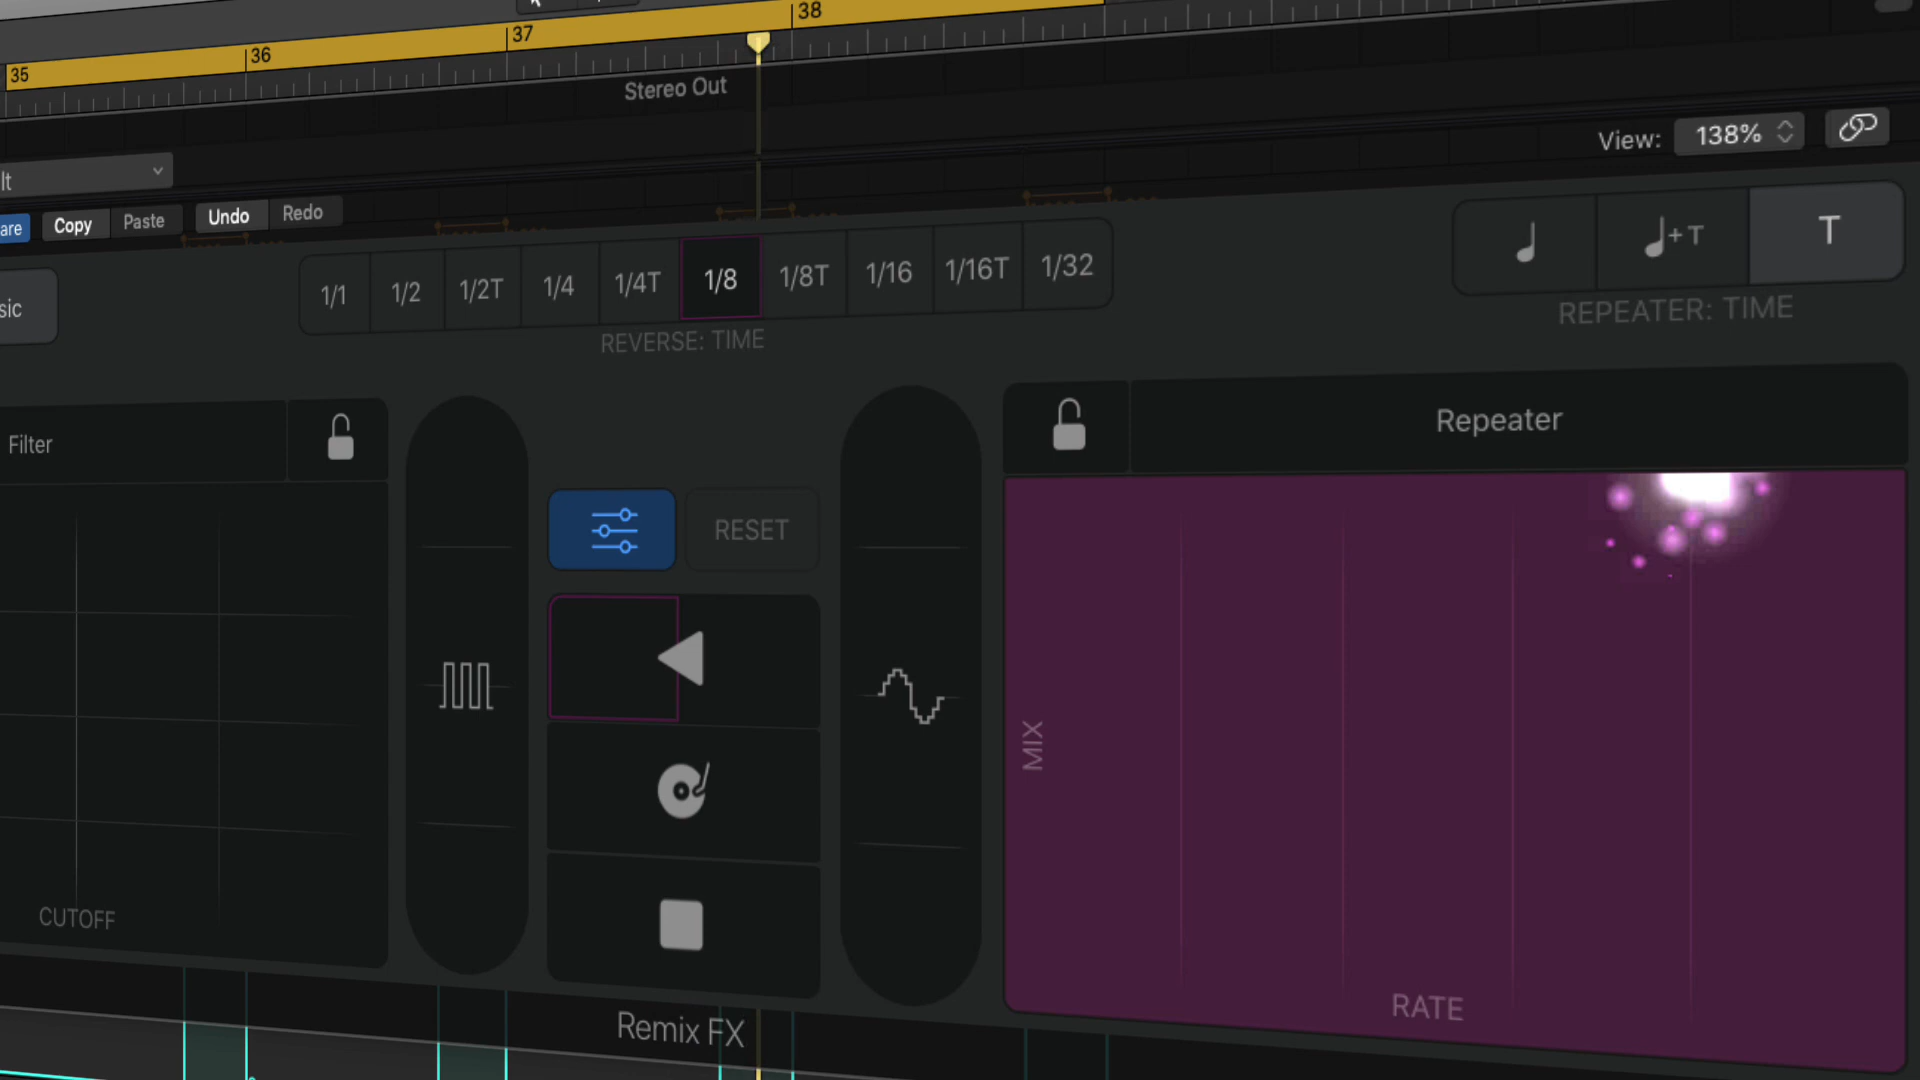 38
37
36
35
Stereo Out
View: 138%
lt
are Copy Paste Undo Redo
sic
1/1 1/2 1/2T 1/4 1/4T 1/8 1/8T 1/16 1/16T 1/32
REVERSE: TIME
+ T
T
REPEATER: TIME
Filter
Repeater
RESET
MIX
CUTOFF
RATE
Remix FX